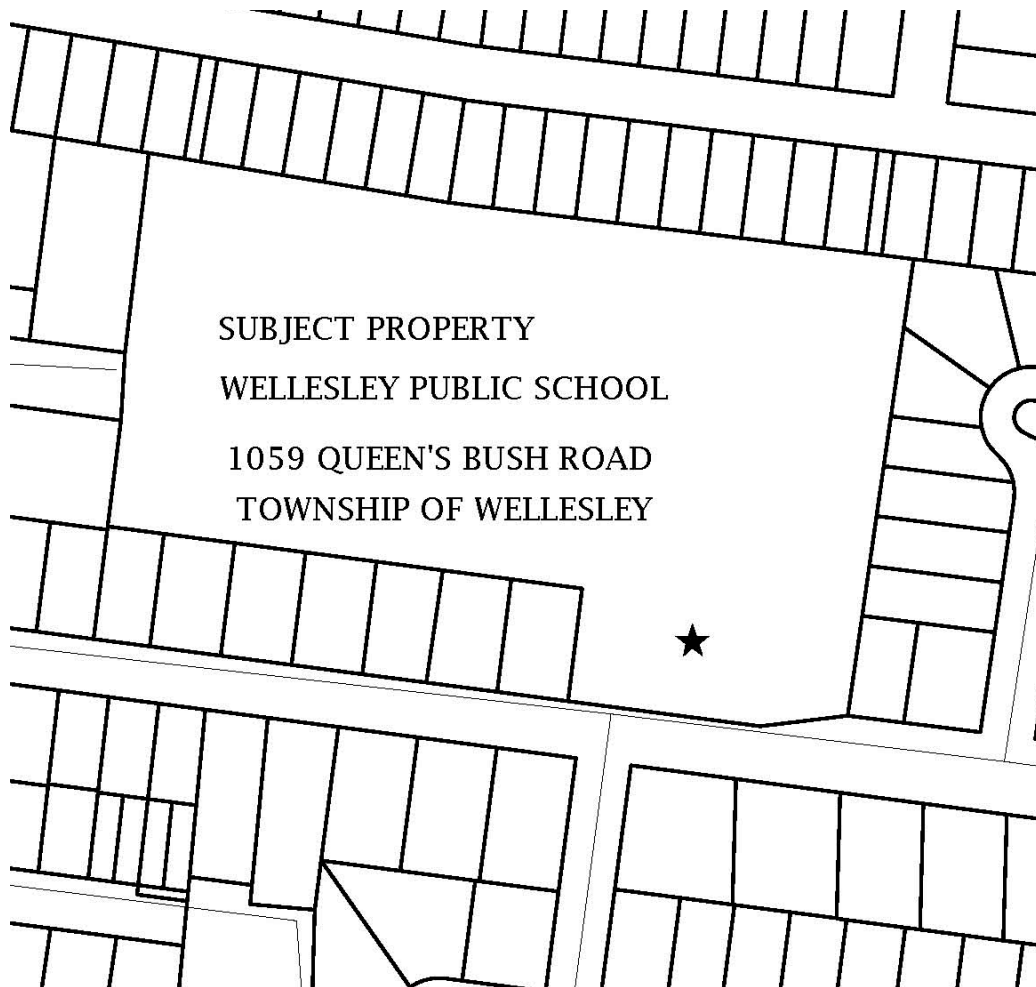 SUBJECT PROPERTY
WELLESLEY PUBLIC SCHOOL
1059 QUEEN'S BUSH ROAD
TOWNSHIP OF WELLESLEY